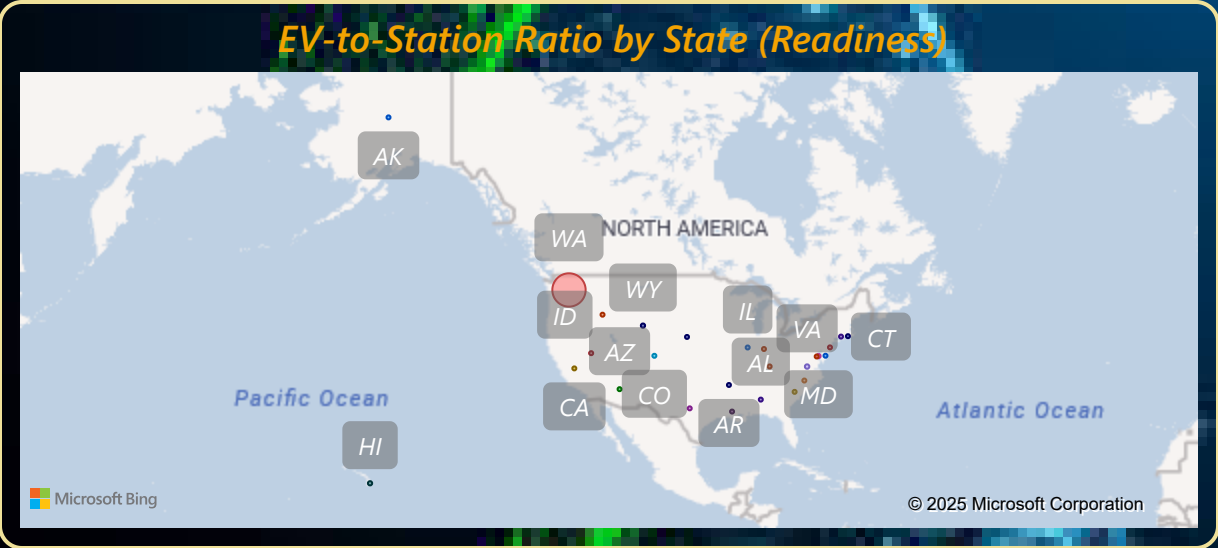 EV-to-Station Ratio by State (Readiness)
AK
WA
NORTH AMERICA
WY
ID
IL
VA
CT
AZ
AL
CO
MD
CA
AR
Pacific Ocean
Atlantic Ocean
HI
Microsoft Bing
© 2025 Microsoft Corporation